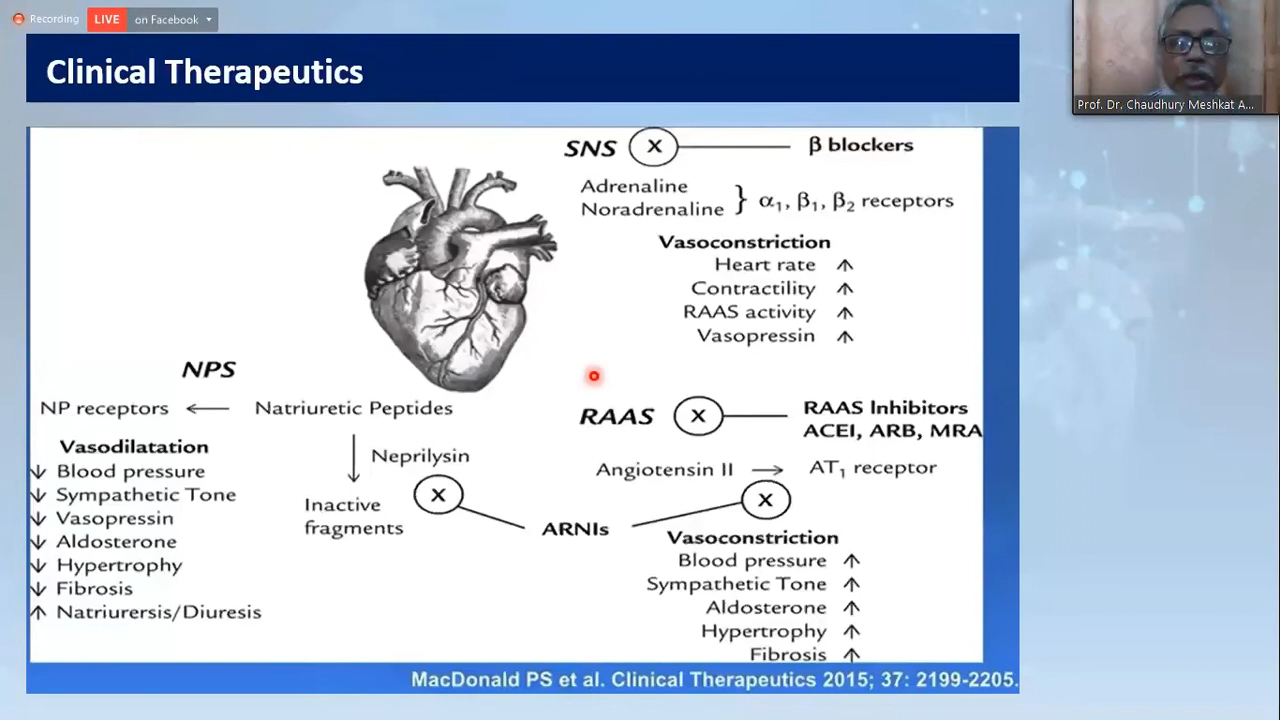 Recording
LIVE on Facebook
Prof. Dr. Chaudhury Meshkat A...
Clinical Therapeutics
SNS X β blockers
Adrenaline
Noradrenaline } α1, β1, β2 receptors
Vasoconstriction
Heart rate ↑
Contractility ↑
RAAS activity ↑
Vasopressin ↑
NPS
NP receptors ← Natriuretic Peptides
Vasodilatation
↓ Blood pressure
↓ Sympathetic Tone
↓ Vasopressin
↓ Aldosterone
↓ Hypertrophy
↓ Fibrosis
↑ Natriurersis/Diuresis
Neprilysin
X
Inactive
fragments
ARNIs
RAAS X RAAS Inhibitors
ACEI, ARB, MRA
Angiotensin II → AT1 receptor
X
Vasoconstriction
Blood pressure ↑
Sympathetic Tone ↑
Aldosterone ↑
Hypertrophy ↑
Fibrosis ↑
MacDonald PS et al. Clinical Therapeutics 2015; 37: 2199-2205.